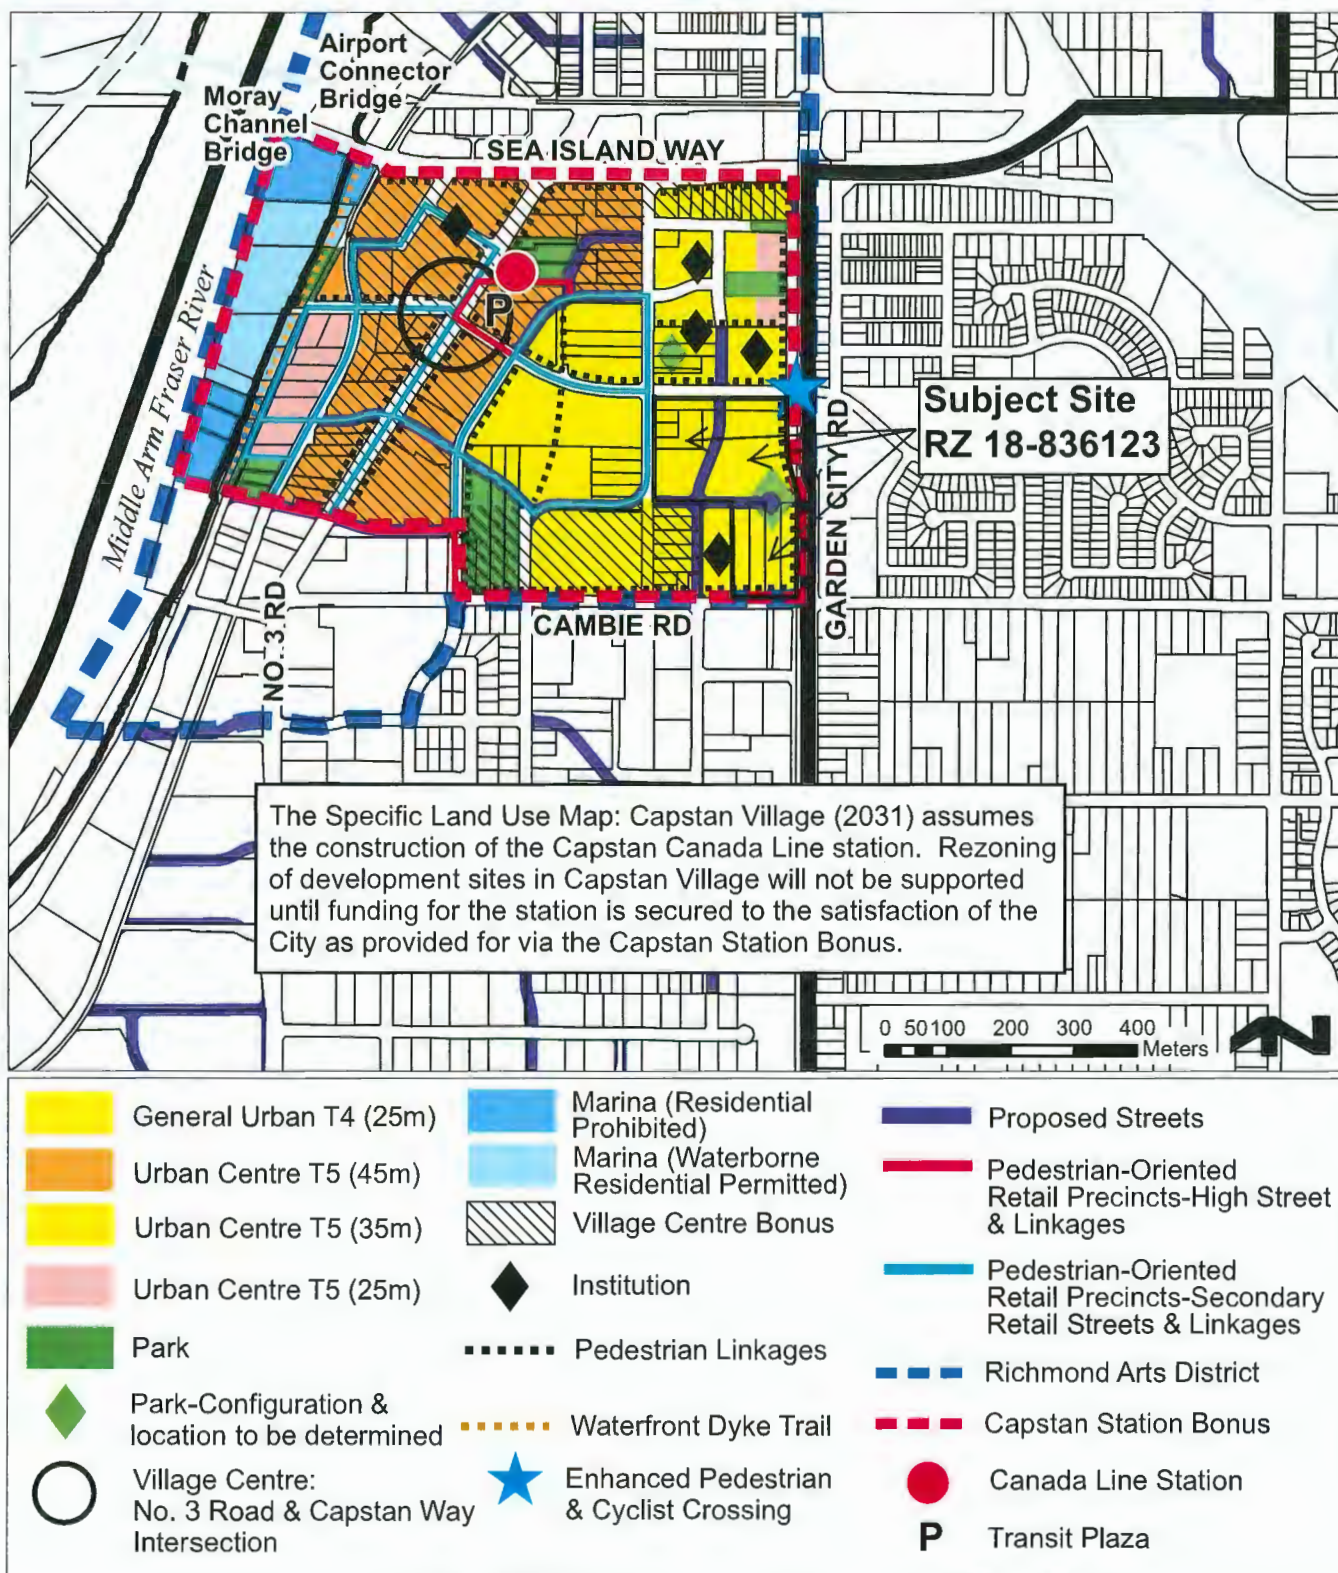 Airport
Connector
Bridge
Moray
Channel
Bridge
SEA ISLAND WAY
Middle Arm Fraser River
P
Subject Site
RZ 18-836123
GARDEN CITY RD
NO. 3 RD
CAMBIE RD
The Specific Land Use Map: Capstan Village (2031) assumes
the construction of the Capstan Canada Line station. Rezoning
of development sites in Capstan Village will not be supported
until funding for the station is secured to the satisfaction of the
City as provided for via the Capstan Station Bonus.
0 50 100 200 300 400
Meters
General Urban T4 (25m)
Urban Centre T5 (45m)
Urban Centre T5 (35m)
Urban Centre T5 (25m)
Park
Park-Configuration &
location to be determined
Village Centre:
No. 3 Road & Capstan Way
Intersection
Marina (Residential
Prohibited)
Marina (Waterborne
Residential Permitted)
Village Centre Bonus
Institution
Pedestrian Linkages
Waterfront Dyke Trail
Enhanced Pedestrian
& Cyclist Crossing
Proposed Streets
Pedestrian-Oriented
Retail Precincts-High Street
& Linkages
Pedestrian-Oriented
Retail Precincts-Secondary
Retail Streets & Linkages
Richmond Arts District
Capstan Station Bonus
Canada Line Station
P Transit Plaza